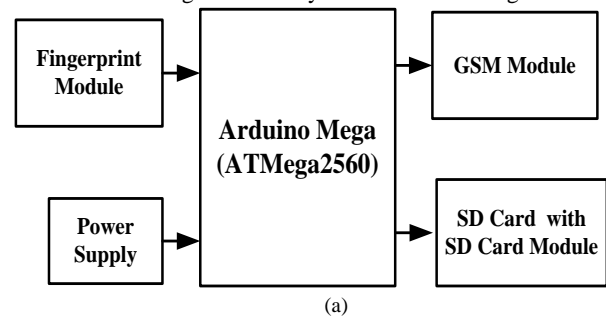 Fingerprint
Module
GSM Module
Arduino Mega
(ATMega2560)
Power
Supply
SD Card with
SD Card Module
(a)